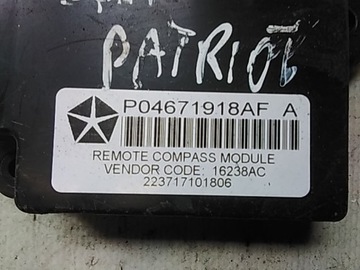 PATRIOT
P04671918AF A
REMOTE COMPASS MODULE
VENDOR CODE: 16238AC
223717101806